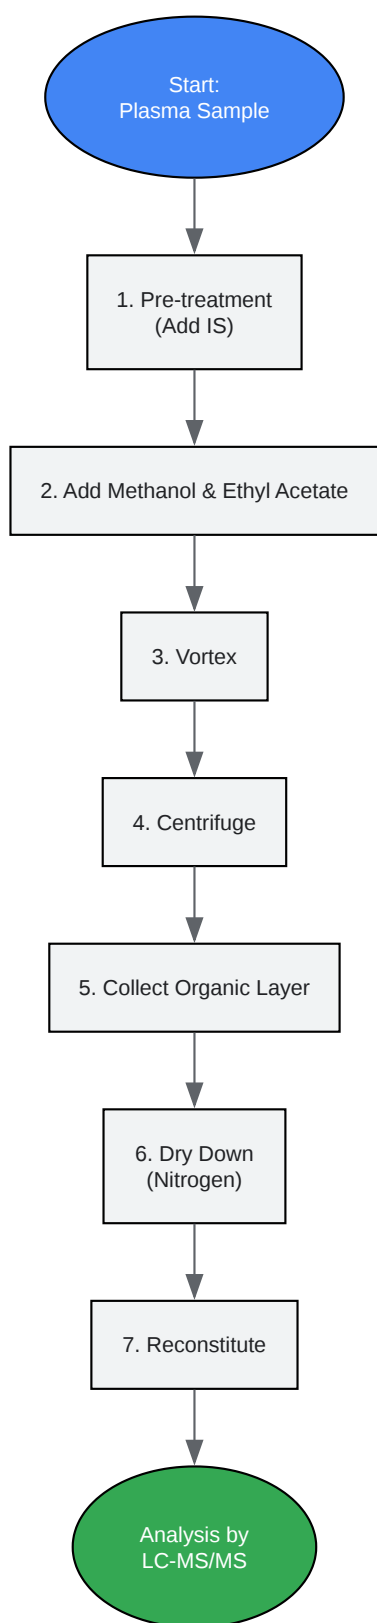 Start:
Plasma Sample
1. Pre-treatment
(Add IS)
2. Add Methanol & Ethyl Acetate
3. Vortex
4. Centrifuge
5. Collect Organic Layer
6. Dry Down
(Nitrogen)
7. Reconstitute
Analysis by
LC-MS/MS